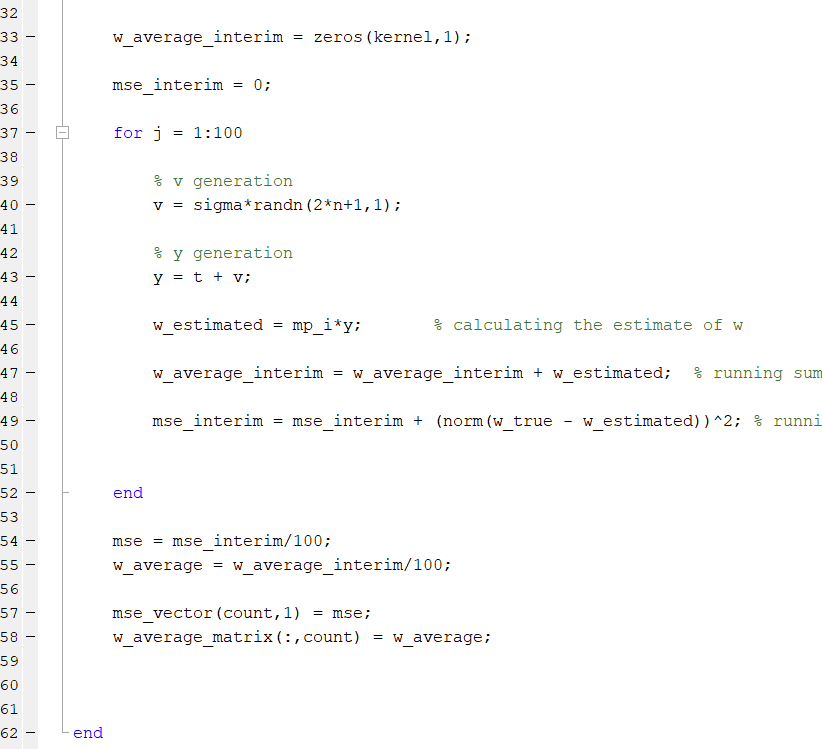 32
33 – w_average_interim = zeros(kernel,1);
34
35 – mse_interim = 0;
36
37 – for j = 1:100
38
39 % v generation
40 – v = sigma*randn(2*n+1,1);
41
42 % y generation
43 – y = t + v;
44
45 – w_estimated = mp_i*y; % calculating the estimate of w
46
47 – w_average_interim = w_average_interim + w_estimated; % running sum
48
49 – mse_interim = mse_interim + (norm(w_true - w_estimated))^2; % runni
50
51
52 – end
53
54 – mse = mse_interim/100;
55 – w_average = w_average_interim/100;
56
57 – mse_vector(count,1) = mse;
58 – w_average_matrix(:,count) = w_average;
59
60
61
62 – end